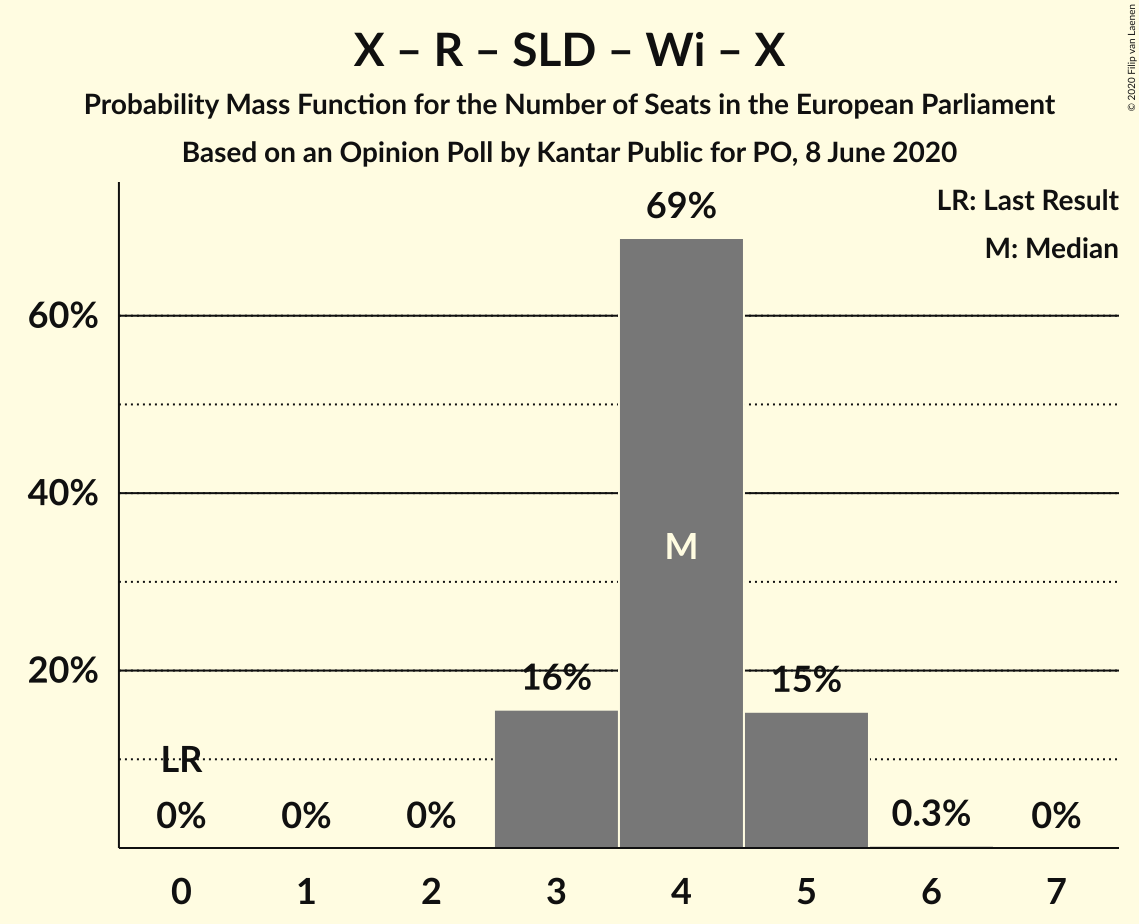 X – R – SLD – Wi – X
Probability Mass Function for the Number of Seats in the European Parliament
Based on an Opinion Poll by Kantar Public for PO, 8 June 2020
© 2020 Filip van Laenen
LR: Last Result
M: Median
69%
60%
40%
M
20%
16%
15%
LR
0%
0%
0%
0.3%
0%
0 1 2 3 4 5 6 7